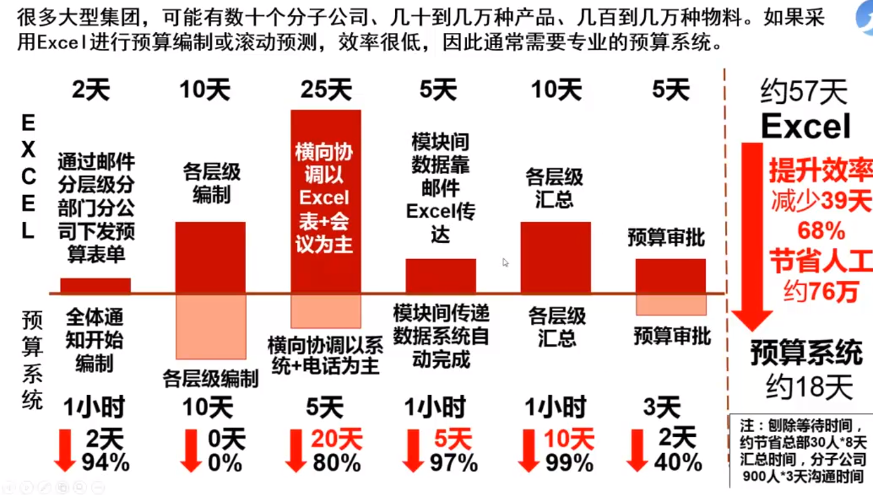 很多大型集团，可能有数十个分子公司、几十到几万种产品、几百到几万种物料。如果采
用Excel进行预算编制或滚动预测，效率很低，因此通常需要专业的预算系统。
2天
10天
25天
5天
10天
5天
EXCEL
通过邮件
分层级分
部门分公
司下发预
算表单
各层级
编制
横向协
调以
Excel
表+会
议为主
模块间
数据靠
邮件
Excel传
达
各层级
汇总
预算审批
预算系统
全体通
知开始
编制
各层级编制
横向协调以系
统+电话为主
模块间传递
数据系统自
动完成
各层级
汇总
预算审批
1小时
10天
5天
1小时
1小时
3天
2天
94%
0天
0%
20天
80%
5天
97%
10天
99%
2天
40%
约57天
Excel
提升效率
减少39天
68%
节省人工
约76万
预算系统
约18天
注：刨除等待时间，
约节省总部30人*8天
汇总时间，分子公司
900人*3天沟通时间